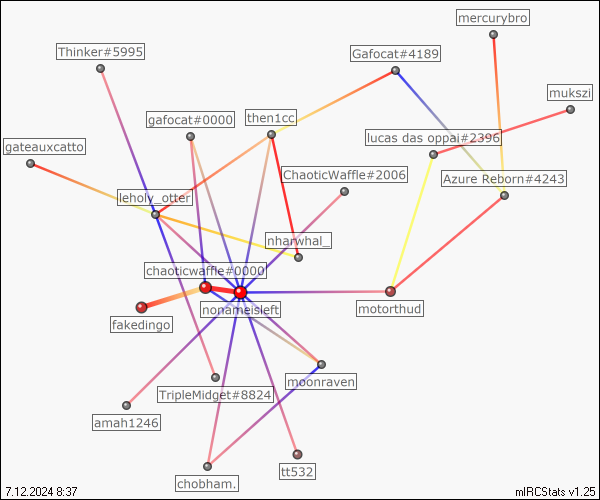 mercurybro
Thinker#5995
Gafocat#4189
mukszi
gafocat#0000
then1cc
lucas das oppai#2396
gateauxcatto
ChaoticWaffle#2006
Azure Reborn#4243
leholy_otter
nharwhal_
chaoticwaffle#0000
nonameisleft
motorthud
fakedingo
moonraven
TripleMidget#8824
amah1246
tt532
chobham.
7.12.2024 8:37
mIRCStats v1.25